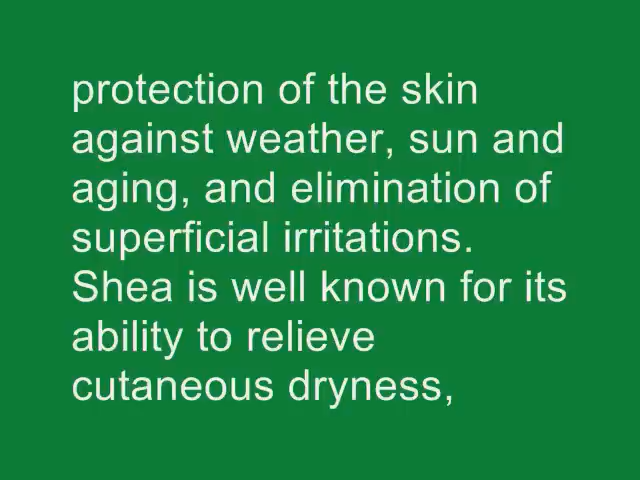 protection of the skin
against weather, sun and
aging, and elimination of
superficial irritations.
Shea is well known for its
ability to relieve
cutaneous dryness,